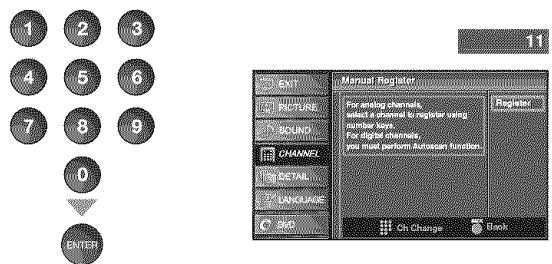 1 2 3
4 5 6
7 8 9
0
ENTER
11
EXIT
PICTURE
SOUND
CHANNEL
DETAIL
LANGUAGE
DVD
Manual Register
For analog channels,
select a channel to register using
number keys.
For digital channels,
you must perform Autoscan function.
Register
Ch Change
BACK
Back